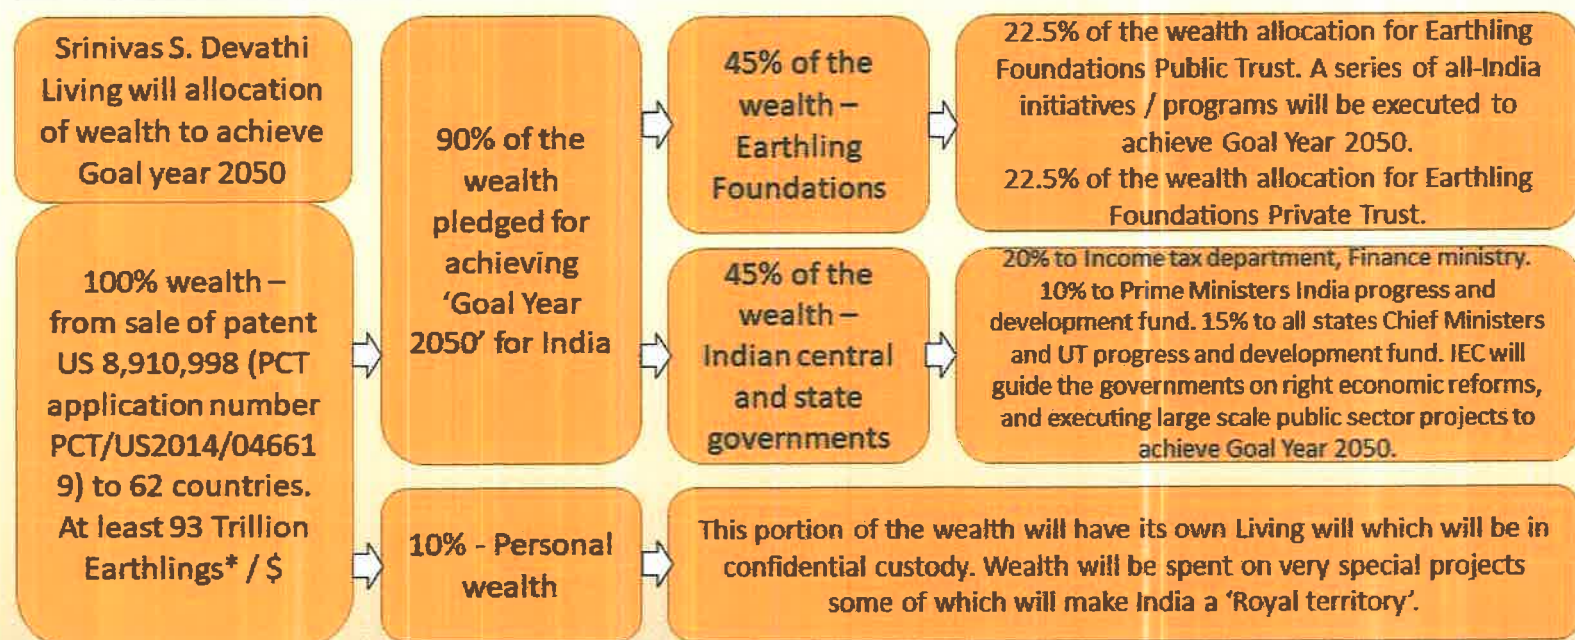 Srinivas S. Devathi
Living will allocation
of wealth to achieve
Goal year 2050
100% wealth –
from sale of patent
US 8,910,998 (PCT
application number
PCT/US2014/04661
9) to 62 countries.
At least 93 Trillion
Earthlings* / $
90% of the
wealth
pledged for
achieving
‘Goal Year
2050’ for India
45% of the
wealth –
Earthling
Foundations
22.5% of the wealth allocation for Earthling
Foundations Public Trust. A series of all-India
initiatives / programs will be executed to
achieve Goal Year 2050.
22.5% of the wealth allocation for Earthling
Foundations Private Trust.
45% of the
wealth –
Indian central
and state
governments
20% to Income tax department, Finance ministry.
10% to Prime Ministers India progress and
development fund. 15% to all states Chief Ministers
and UT progress and development fund. IEC will
guide the governments on right economic reforms,
and executing large scale public sector projects to
achieve Goal Year 2050.
10% - Personal
wealth
This portion of the wealth will have its own Living will which will be in
confidential custody. Wealth will be spent on very special projects
some of which will make India a ‘Royal territory’.